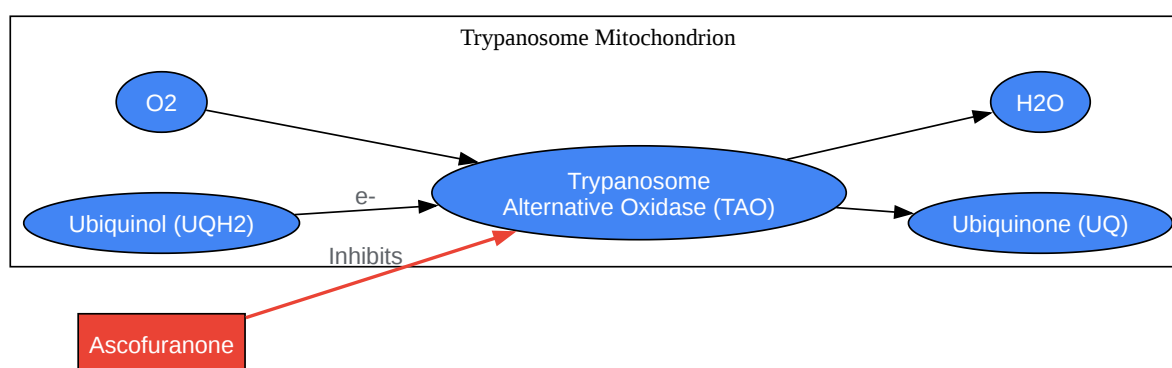 Trypanosome Mitochondrion
O2
H2O
Trypanosome
Alternative Oxidase (TAO)
e-
Ubiquinol (UQH2)
Ubiquinone (UQ)
Inhibits
Ascofuranone